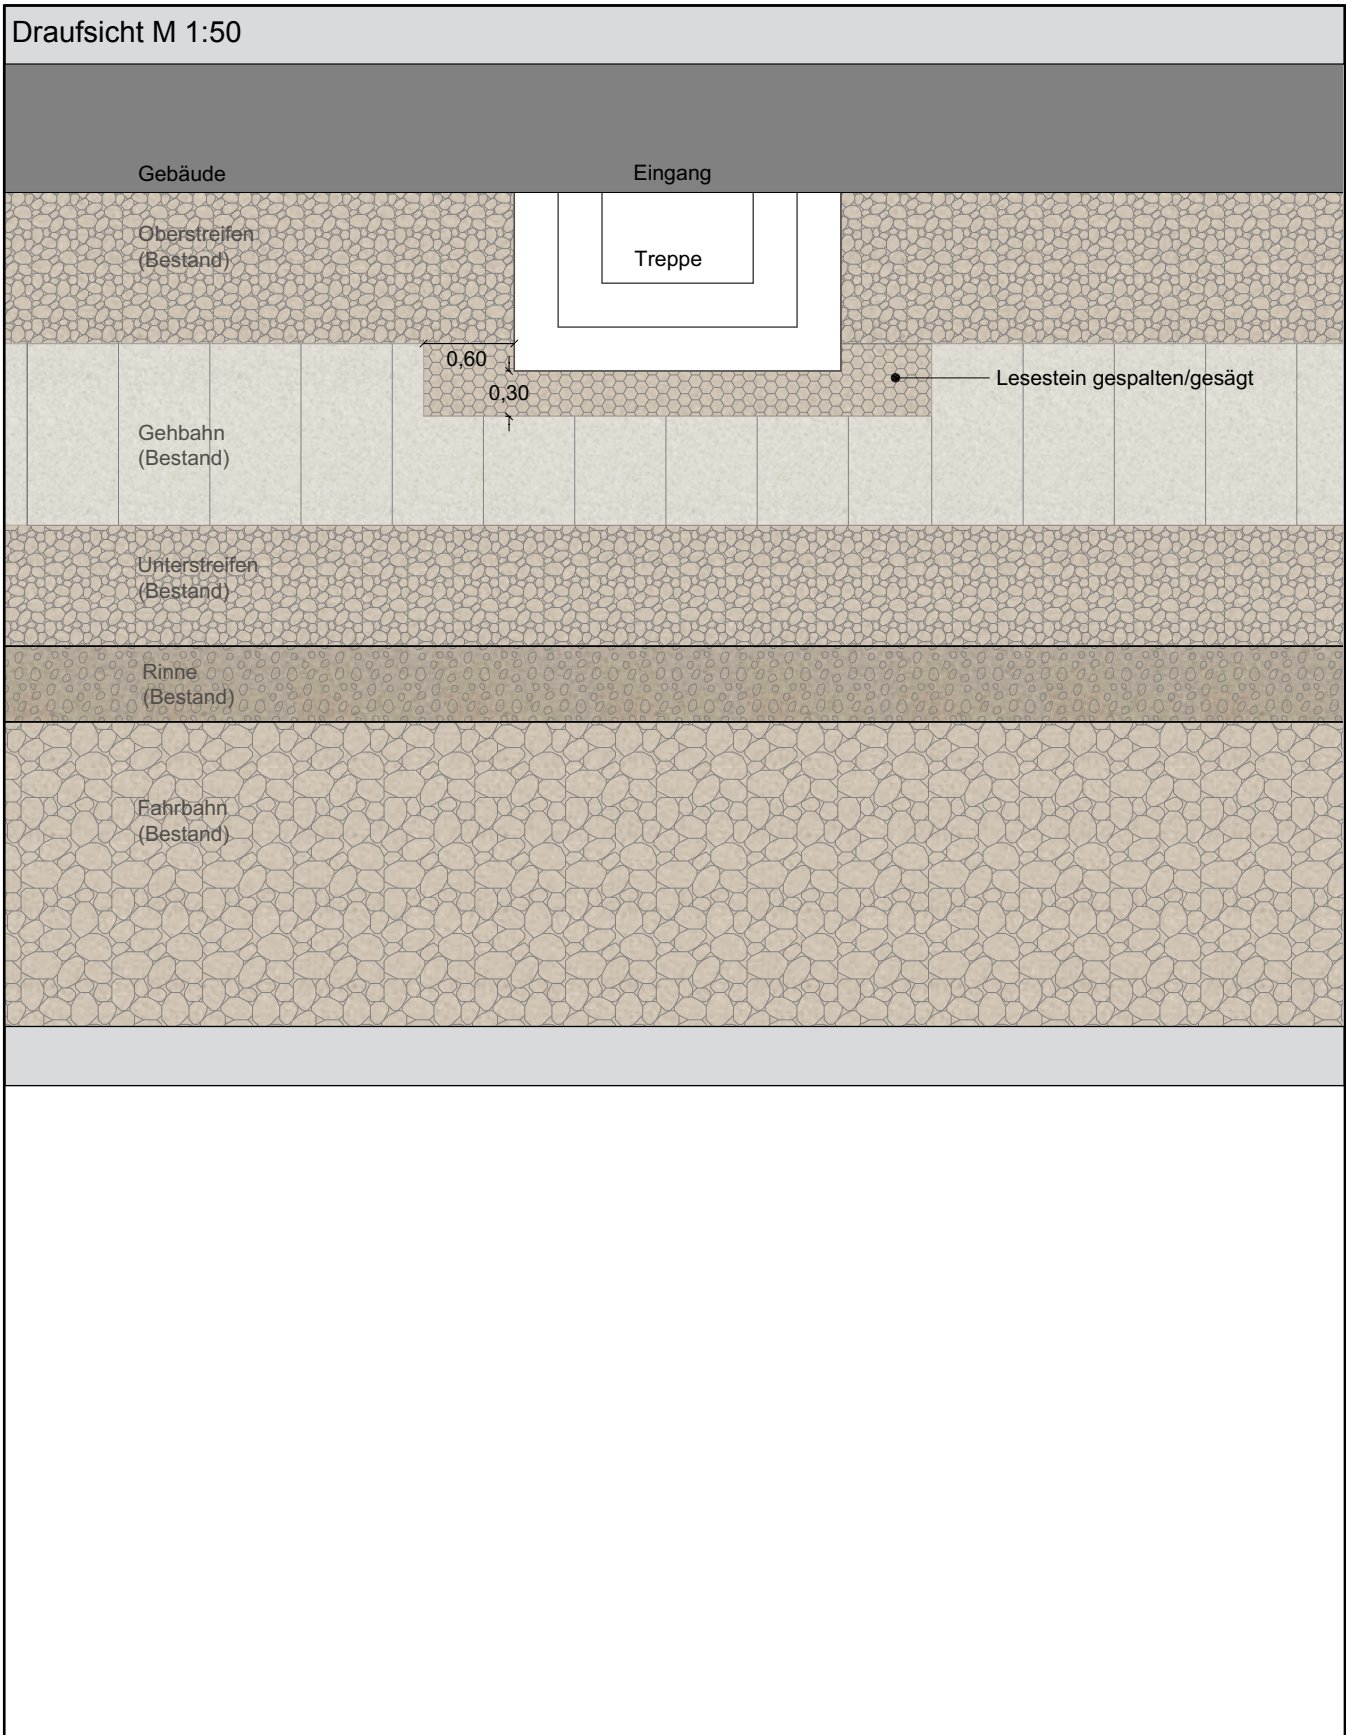 Draufsicht M 1:50
Gebäude
Eingang
Oberstreifen
(Bestand)
Treppe
0,60
0,30
Lesestein gespalten/gesägt
Gehbahn
(Bestand)
Unterstreifen
(Bestand)
Rinne
(Bestand)
Fahrbahn
(Bestand)